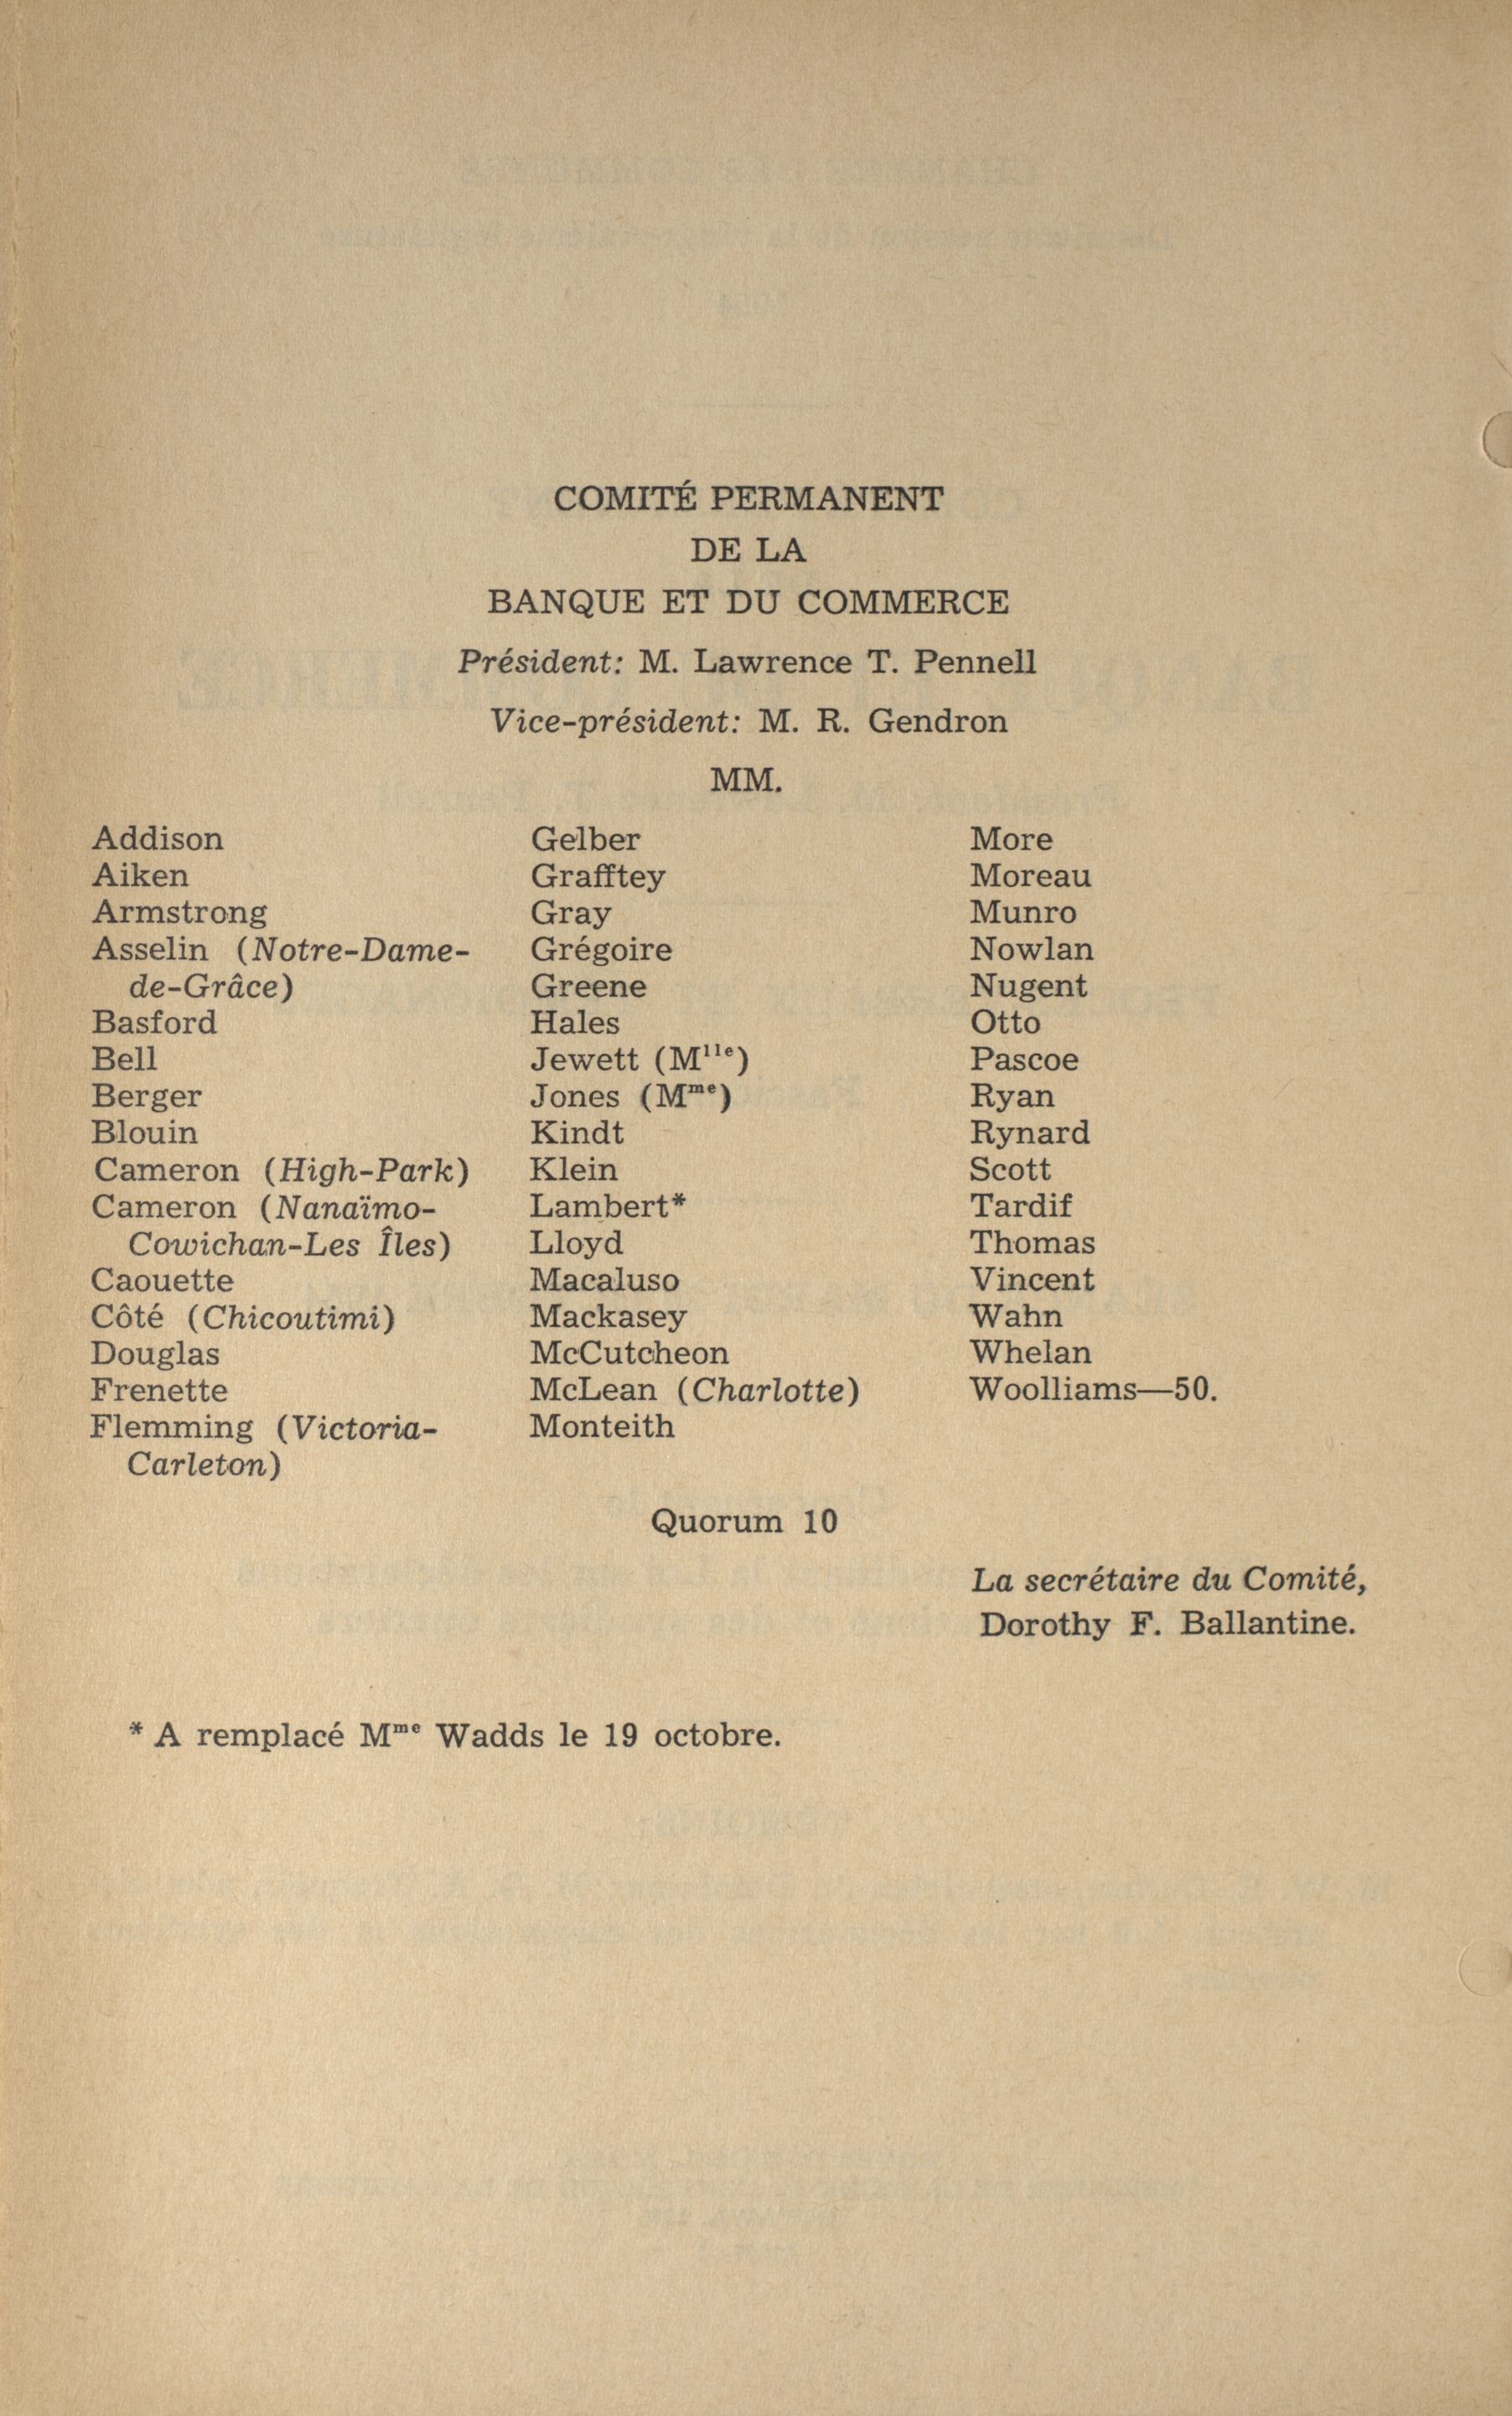 COMITÉ PERMANENT
DE LA
BANQUE ET DU COMMERCE
Président: M. Lawrence T. Pennell
Vice-président: M. R. Gendron
MM.
Addison
Aiken
Armstrong
Asselin (Notre-Dame-
de-Grâce)
Basford
Bell
Berger
Blouin
Cameron (High-Park)
Cameron (Nanaïmo-
Cowichan-Les Îles)
Caouette
Côté (Chicoutimi)
Douglas
Frenette
Flemming (Victoria-
Carleton)
Gelber
Grafftey
Gray
Grégoire
Greene
Hales
Jewett (Mlle)
Jones (Mme)
Kindt
Klein
Lambert*
Lloyd
Macaluso
Mackasey
McCutcheon
McLean (Charlotte)
Monteith
More
Moreau
Munro
Nowlan
Nugent
Otto
Pascoe
Ryan
Rynard
Scott
Tardif
Thomas
Vincent
Wahn
Whelan
Woolliams—50.
Quorum 10
La secrétaire du Comité,
Dorothy F. Ballantine.
* A remplacé Mme Wadds le 19 octobre.